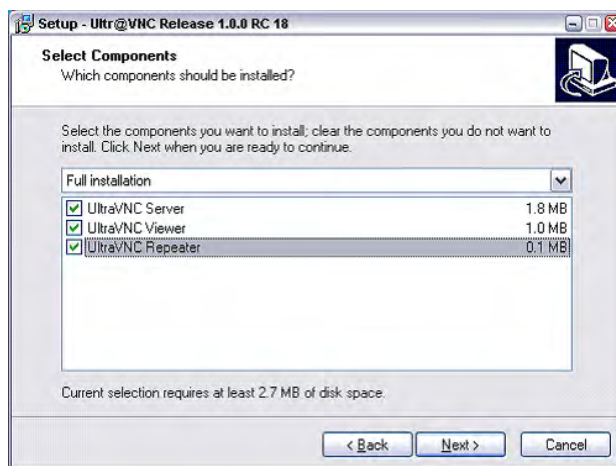 Setup - Ultr@VNC Release 1.0.0 RC 18
Select Components
Which components should be installed?
Select the components you want to install; clear the components you do not want to
install. Click Next when you are ready to continue.
Full installation
UltraVNC Server 1.8 MB
UltraVNC Viewer 1.0 MB
UltraVNC Repeater 0.1 MB
Current selection requires at least 2.7 MB of disk space.
< Back Next > Cancel